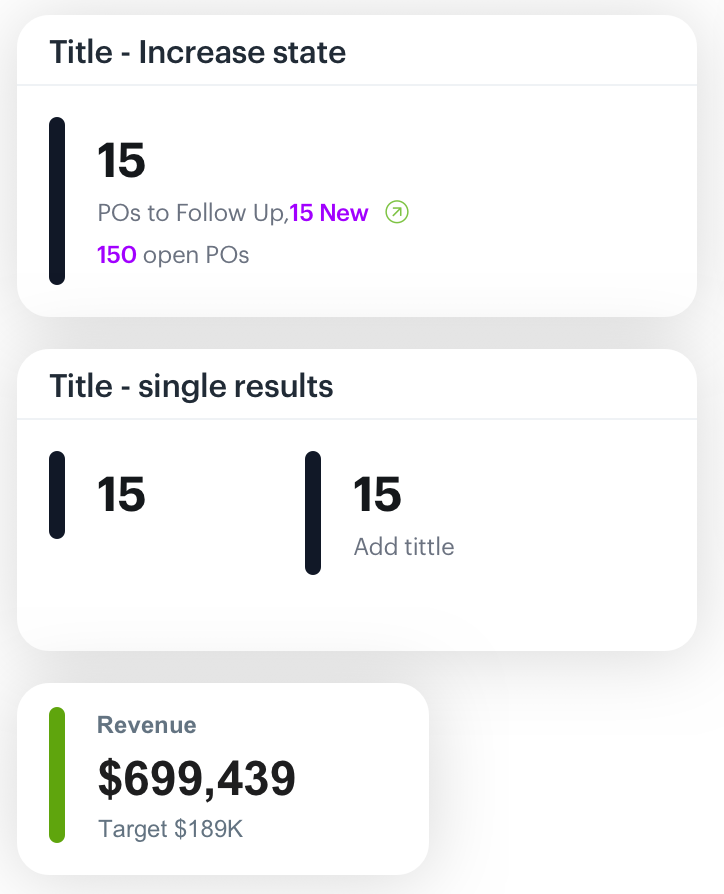 Title - Increase state
15
POs to Follow Up,15 New
150 open POs
Title - single results
15
15
Add tittle
Revenue
$699,439
Target $189K